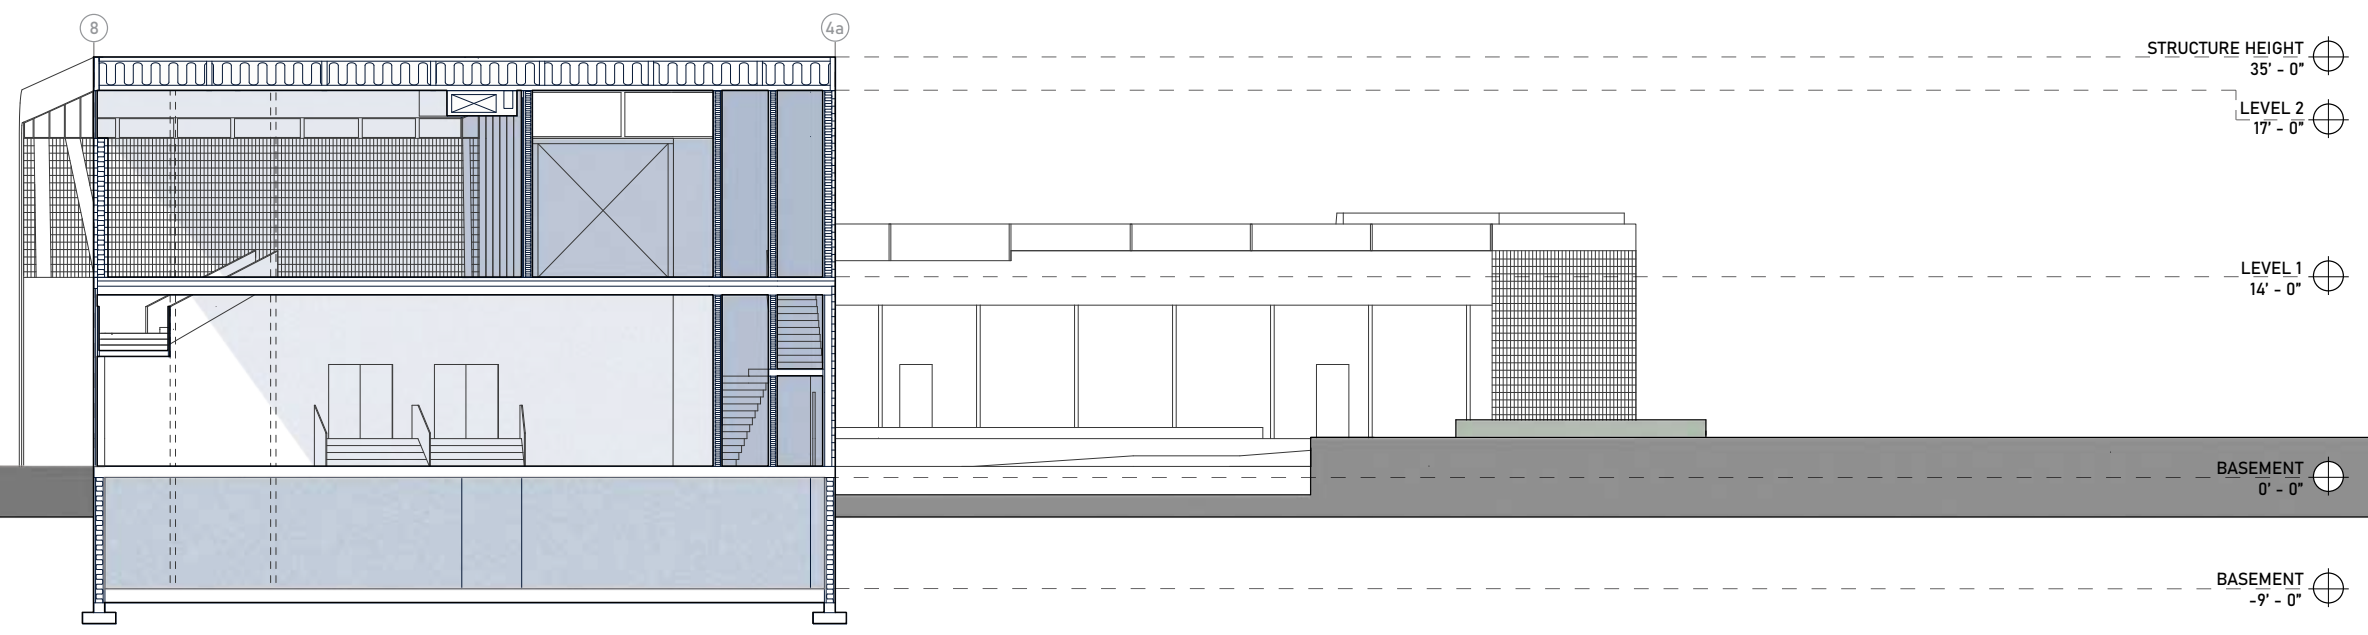 8
4a
STRUCTURE HEIGHT
35' - 0"
LEVEL 2
17' - 0"
LEVEL 1
14' - 0"
BASEMENT
0' - 0"
BASEMENT
-9' - 0"